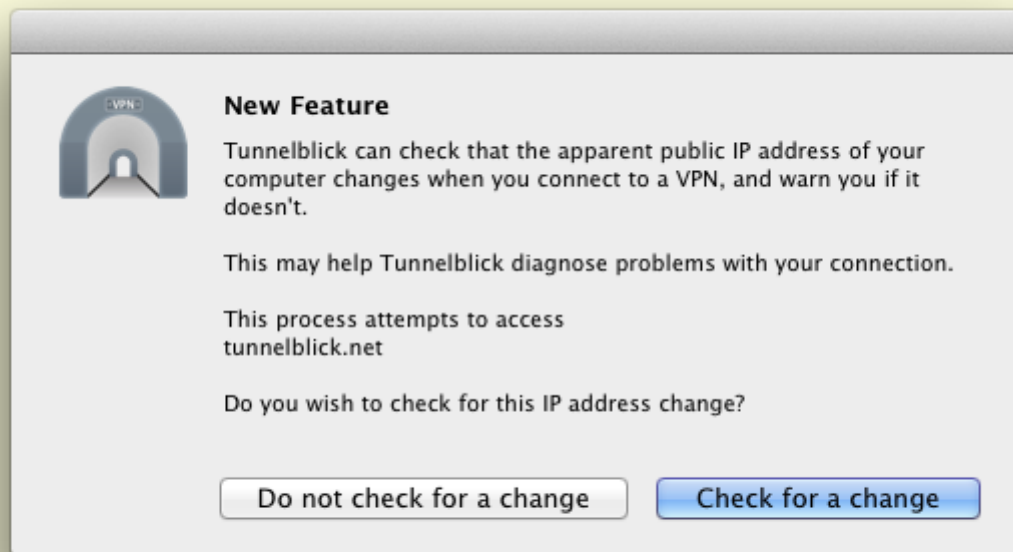 VPN
New Feature
Tunnelblick can check that the apparent public IP address of your
computer changes when you connect to a VPN, and warn you if it
doesn't.
This may help Tunnelblick diagnose problems with your connection.
This process attempts to access
tunnelblick.net
Do you wish to check for this IP address change?
Do not check for a change
Check for a change